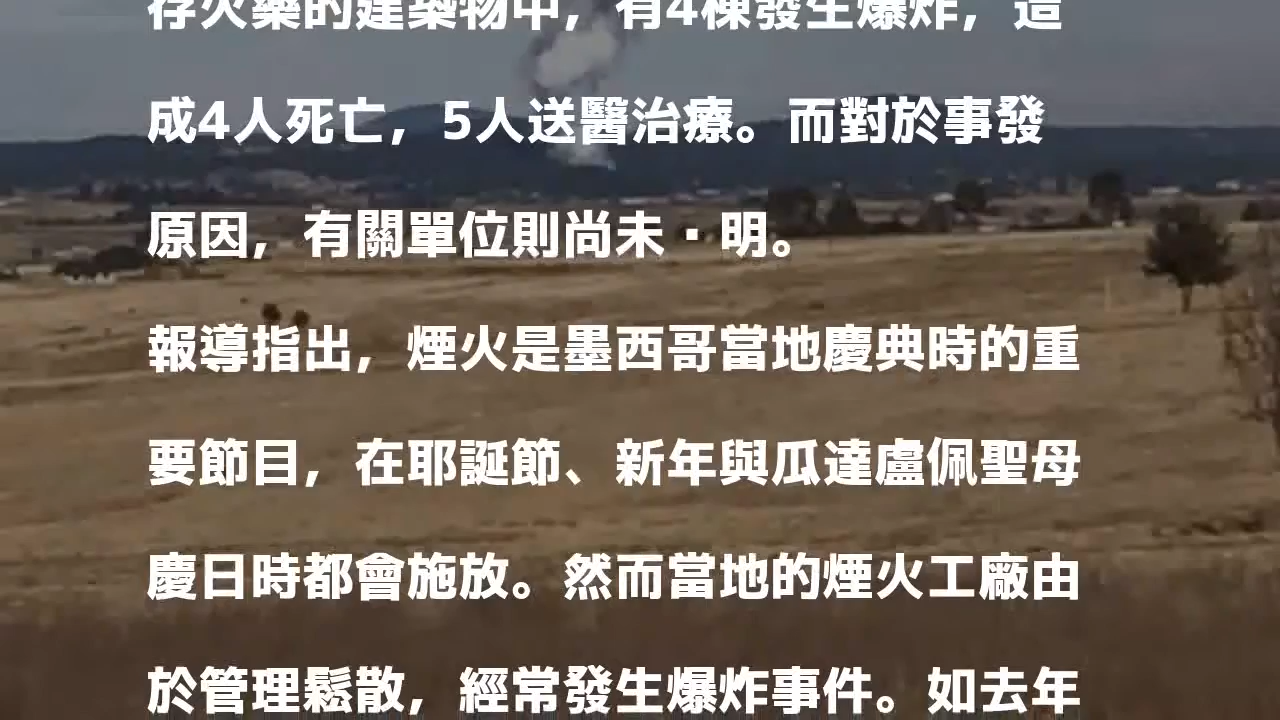 存火藥的建築物中，有4棟發生爆炸，造
成4人死亡，5人送醫治療。而對於事發
原因，有關單位則尚未·明。
報導指出，煙火是墨西哥當地慶典時的重
要節目，在耶誕節、新年與瓜達盧佩聖母
慶日時都會施放。然而當地的煙火工廠由
於管理鬆散，經常發生爆炸事件。如去年